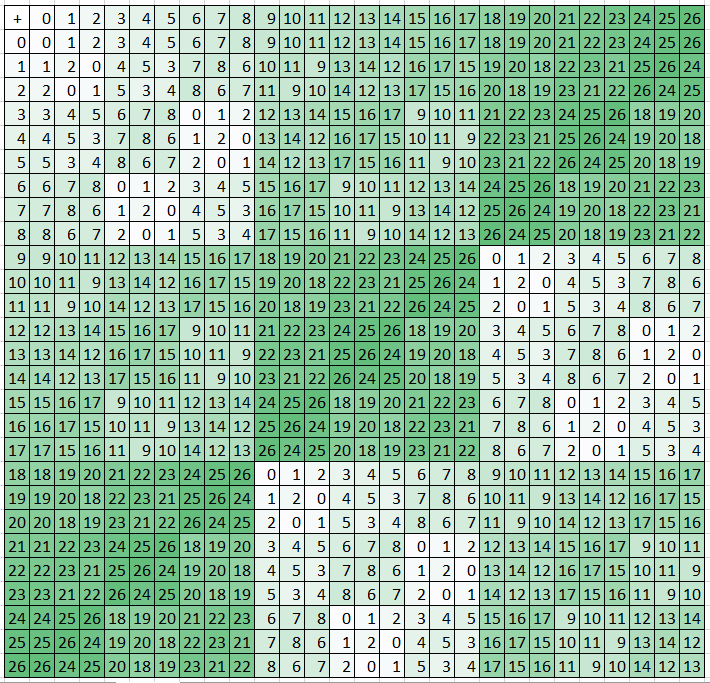 + 0 1 2 3 4 5 6 7 8 9 10 11 12 13 14 15 16 17 18 19 20 21 22 23 24 25 26
0 0 1 2 3 4 5 6 7 8 9 10 11 12 13 14 15 16 17 18 19 20 21 22 23 24 25 26
1 1 2 0 4 5 3 7 8 6 10 11 9 13 14 12 16 17 15 19 20 18 22 23 21 25 26 24
2 2 0 1 5 3 4 8 6 7 11 9 10 14 12 13 17 15 16 20 18 19 23 21 22 26 24 25
3 3 4 5 6 7 8 0 1 2 12 13 14 15 16 17 9 10 11 21 22 23 24 25 26 18 19 20
4 4 5 3 7 8 6 1 2 0 13 14 12 16 17 15 10 11 9 22 23 21 25 26 24 19 20 18
5 5 3 4 8 6 7 2 0 1 14 12 13 17 15 16 11 9 10 23 21 22 26 24 25 20 18 19
6 6 7 8 0 1 2 3 4 5 15 16 17 9 10 11 12 13 14 24 25 26 18 19 20 21 22 23
7 7 8 6 1 2 0 4 5 3 16 17 15 10 11 9 13 14 12 25 26 24 19 20 18 22 23 21
8 8 6 7 2 0 1 5 3 4 17 15 16 11 9 10 14 12 13 26 24 25 20 18 19 23 21 22
9 9 10 11 12 13 14 15 16 17 18 19 20 21 22 23 24 25 26 0 1 2 3 4 5 6 7 8
10 10 11 9 13 14 12 16 17 15 19 20 18 22 23 21 25 26 24 1 2 0 4 5 3 7 8 6
11 11 9 10 14 12 13 17 15 16 20 18 19 23 21 22 26 24 25 2 0 1 5 3 4 8 6 7
12 12 13 14 15 16 17 9 10 11 21 22 23 24 25 26 18 19 20 3 4 5 6 7 8 0 1 2
13 13 14 12 16 17 15 10 11 9 22 23 21 25 26 24 19 20 18 4 5 3 7 8 6 1 2 0
14 14 12 13 17 15 16 11 9 10 23 21 22 26 24 25 20 18 19 5 3 4 8 6 7 2 0 1
15 15 16 17 9 10 11 12 13 14 24 25 26 18 19 20 21 22 23 6 7 8 0 1 2 3 4 5
16 16 17 15 10 11 9 13 14 12 25 26 24 19 20 18 22 23 21 7 8 6 1 2 0 4 5 3
17 17 15 16 11 9 10 14 12 13 26 24 25 20 18 19 23 21 22 8 6 7 2 0 1 5 3 4
18 18 19 20 21 22 23 24 25 26 0 1 2 3 4 5 6 7 8 9 10 11 12 13 14 15 16 17
19 19 20 18 22 23 21 25 26 24 1 2 0 4 5 3 7 8 6 10 11 9 13 14 12 16 17 15
20 20 18 19 23 21 22 26 24 25 2 0 1 5 3 4 8 6 7 11 9 10 14 12 13 17 15 16
21 21 22 23 24 25 26 18 19 20 3 4 5 6 7 8 0 1 2 12 13 14 15 16 17 9 10 11
22 22 23 21 25 26 24 19 20 18 4 5 3 7 8 6 1 2 0 13 14 12 16 17 15 10 11 9
23 23 21 22 26 24 25 20 18 19 5 3 4 8 6 7 2 0 1 14 12 13 17 15 16 11 9 10
24 24 25 26 18 19 20 21 22 23 6 7 8 0 1 2 3 4 5 15 16 17 9 10 11 12 13 14
25 25 26 24 19 20 18 22 23 21 7 8 6 1 2 0 4 5 3 16 17 15 10 11 9 13 14 12
26 26 24 25 20 18 19 23 21 22 8 6 7 2 0 1 5 3 4 17 15 16 11 9 10 14 12 13